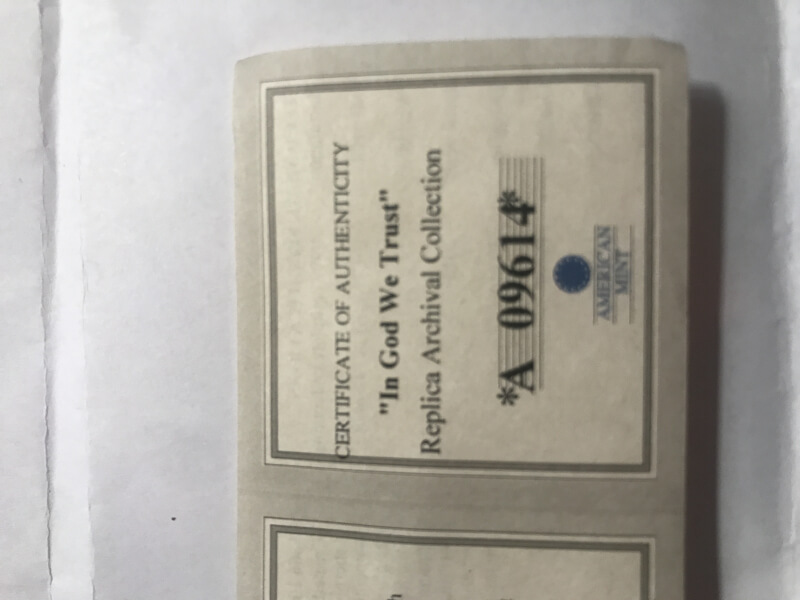 CERTIFICATE OF AUTHENTICITY
"In God We Trust"
Replica Archival Collection
*A 09614*
AMERICAN
MINT